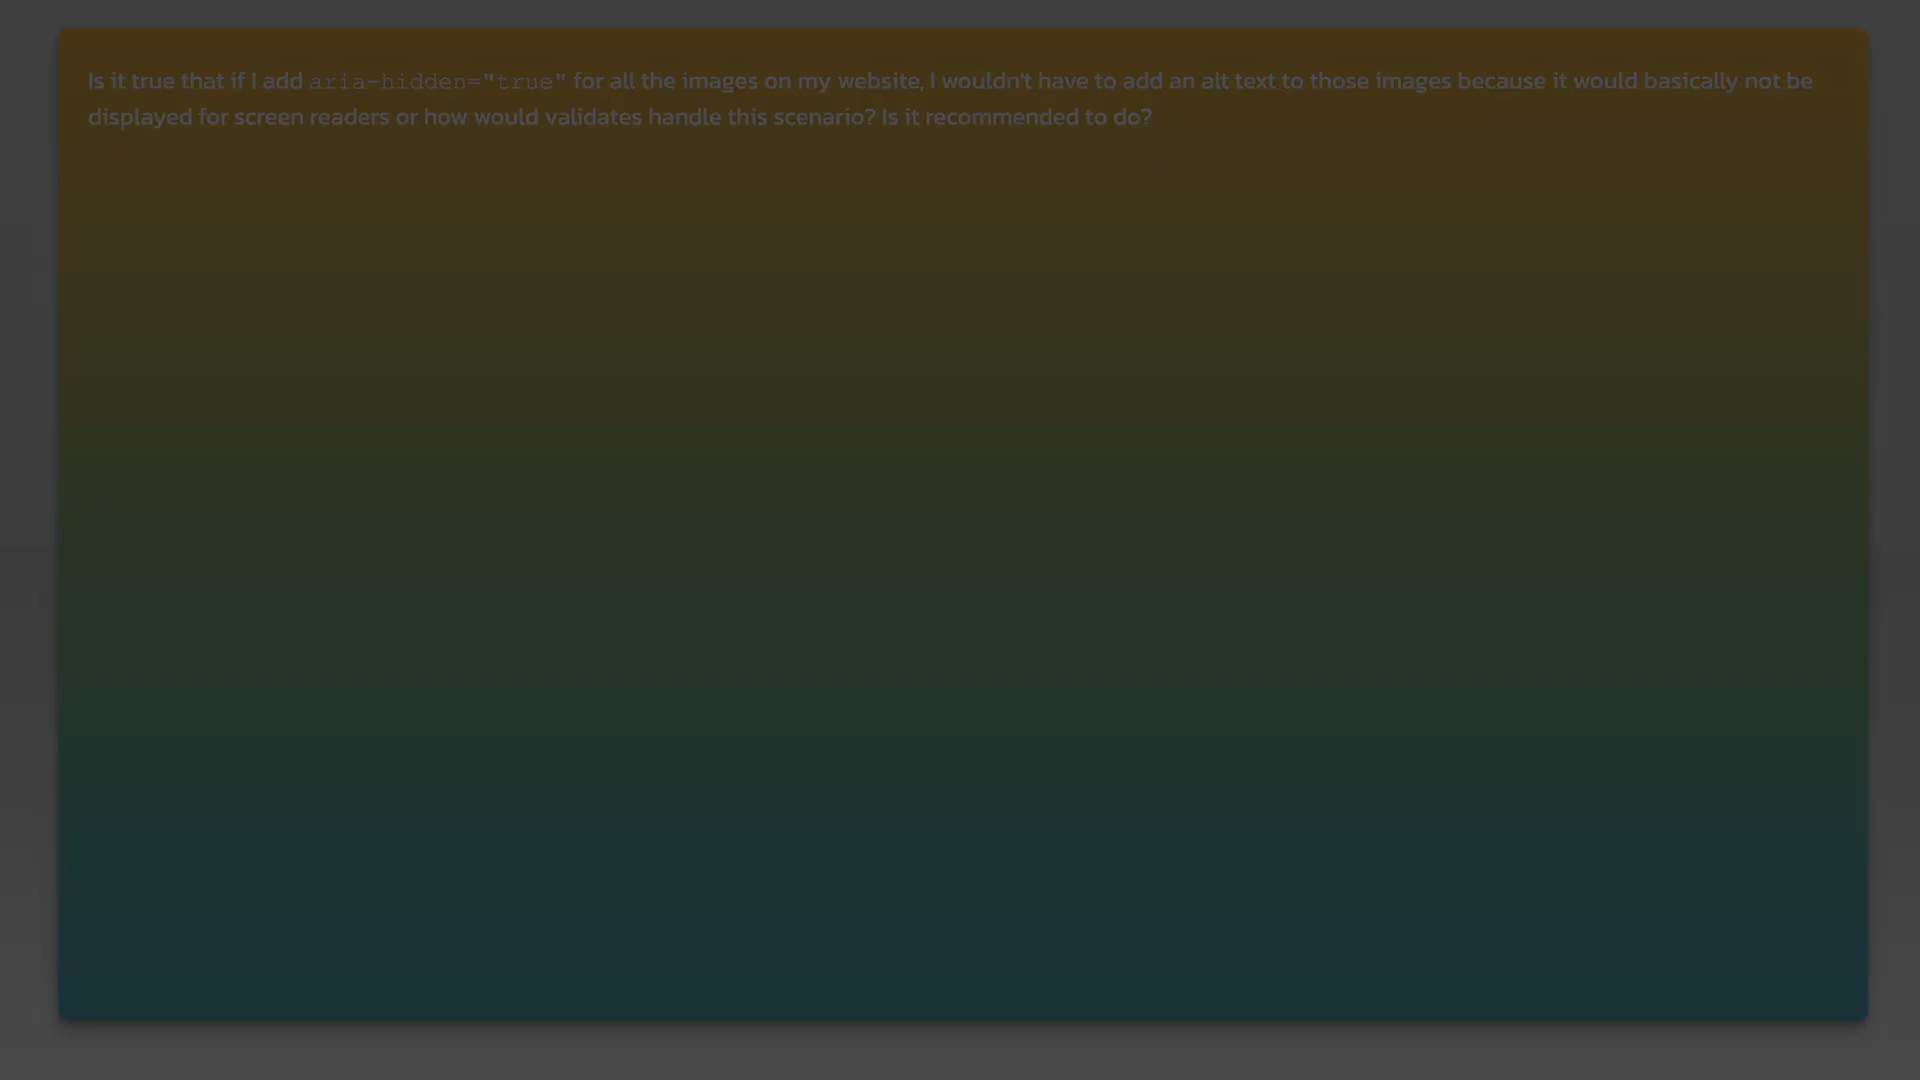 Is it true that if I add aria-hidden="true" for all the images on my website, I wouldn't have to add an alt text to those images because it would basically not be
displayed for screen readers or how would validates handle this scenario? Is it recommended to do?